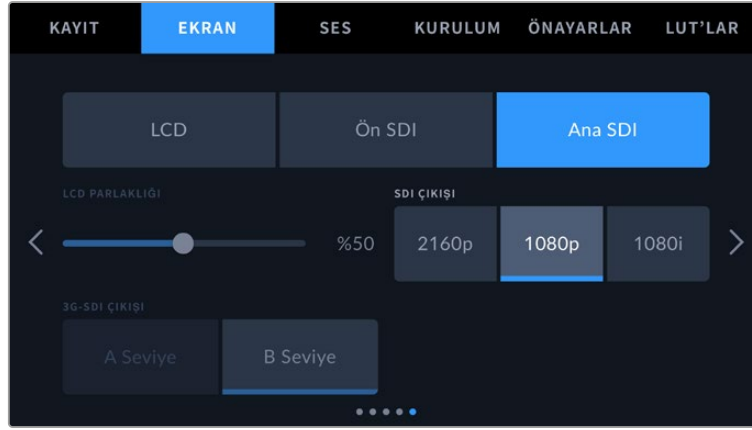 KAYIT EKRAN SES KURULUM ÖNAYARLAR LUT'LAR
LCD Ön SDI Ana SDI
LCD PARLAKLIĞI SDI ÇIKIŞI
%50 2160p 1080p 1080i
3G-SDI ÇIKIŞI
A Seviye B Seviye